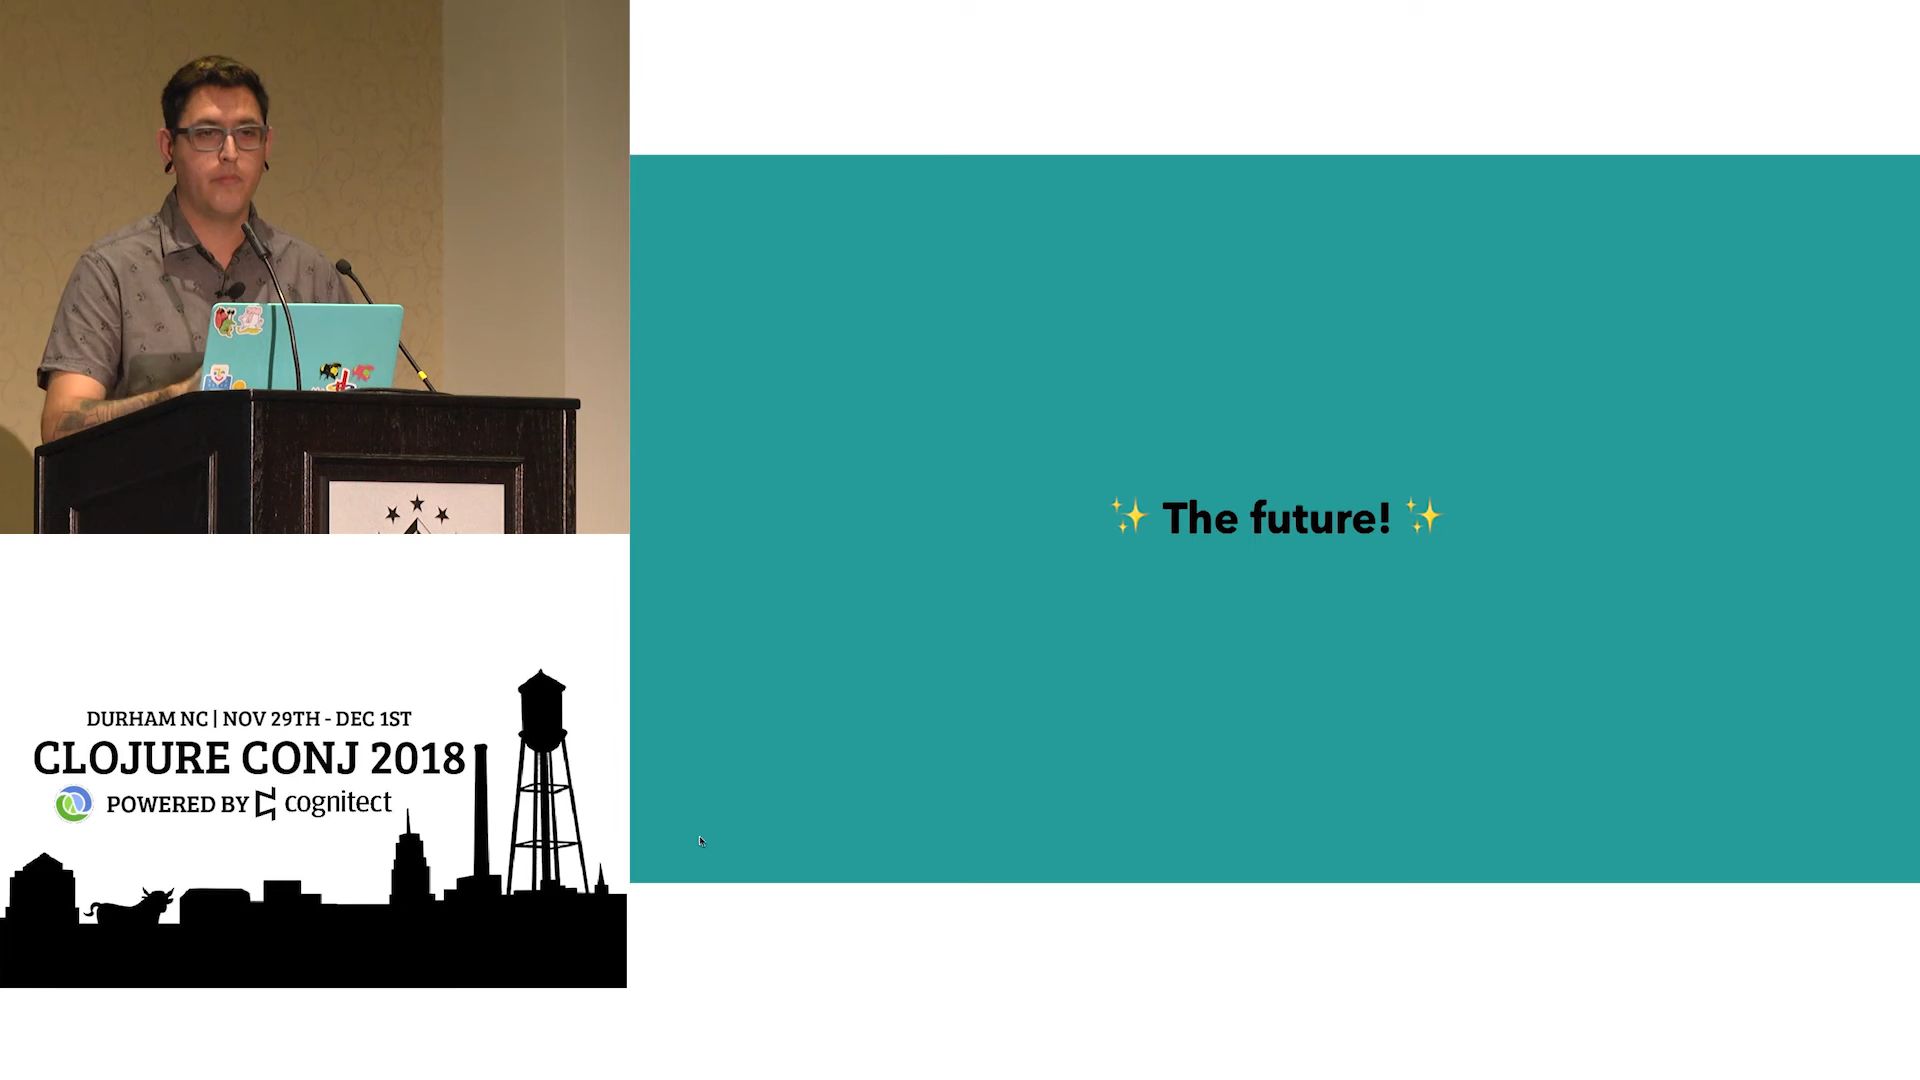 ✨ The future! ✨
DURHAM NC | NOV 29TH - DEC 1ST
CLOJURE CONJ 2018
POWERED BY cognitect